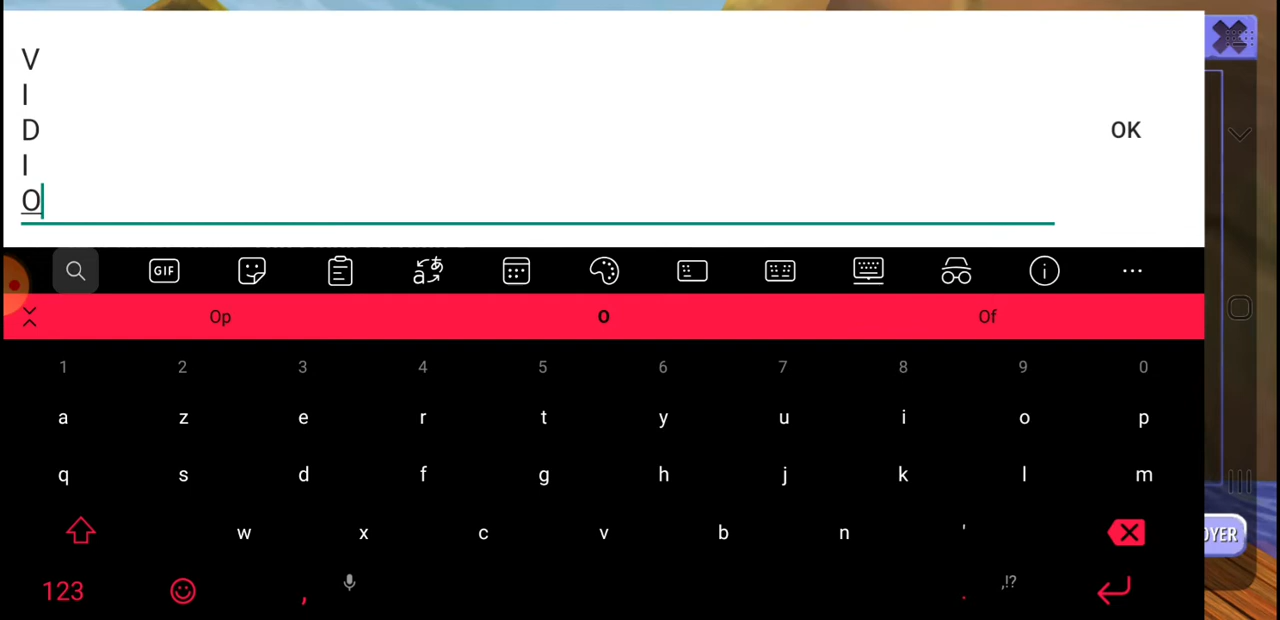 V
I
D
I
O
OK
GIF
Op O Of
1 2 3 4 5 6 7 8 9 0
a z e r t y u i o p
q s d f g h j k l m
w x c v b n '
123 , . ,!?
OYER